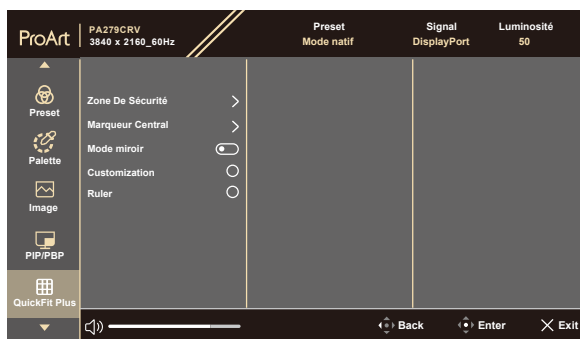 ProArt
PA279CRV
3840 x 2160_60Hz
Preset
Mode natif
Signal
DisplayPort
Luminosité
50
Preset
Palette
Image
PIP/PBP
QuickFit Plus
Zone De Sécurité
Marqueur Central
Mode miroir
Customization
Ruler
Back
Enter
Exit